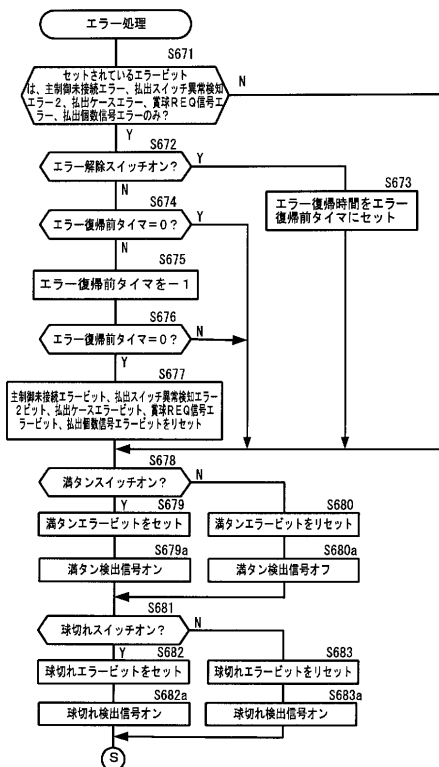 エラー処理
S671
セットされているエラービット
は、主制御未接続エラー、払出スイッチ異常検知
エラー2、払出ケースエラー、賞球REQ信号エ
ラー、払出個数信号エラーのみ?
N
Y
S672
エラー解除スイッチオン?
Y
N
S673
エラー復帰時間をエラー
復帰前タイマにセット
S674
エラー復帰前タイマ=0?
Y
N
S675
エラー復帰前タイマを-1
S676
エラー復帰前タイマ=0?
N
Y
S677
主制御未接続エラービット、払出スイッチ異常検知エラー
2ビット、払出ケースエラービット、賞球REQ信号エ
ラービット、払出個数信号エラービットをリセット
S678
満タンスイッチオン?
N
Y
S679
満タンエラービットをセット
S680
満タンエラービットをリセット
S679a
満タン検出信号オン
S680a
満タン検出信号オフ
S681
球切れスイッチオン?
N
Y
S682
球切れエラービットをセット
S683
球切れエラービットをリセット
S682a
球切れ検出信号オン
S683a
球切れ検出信号オン
S